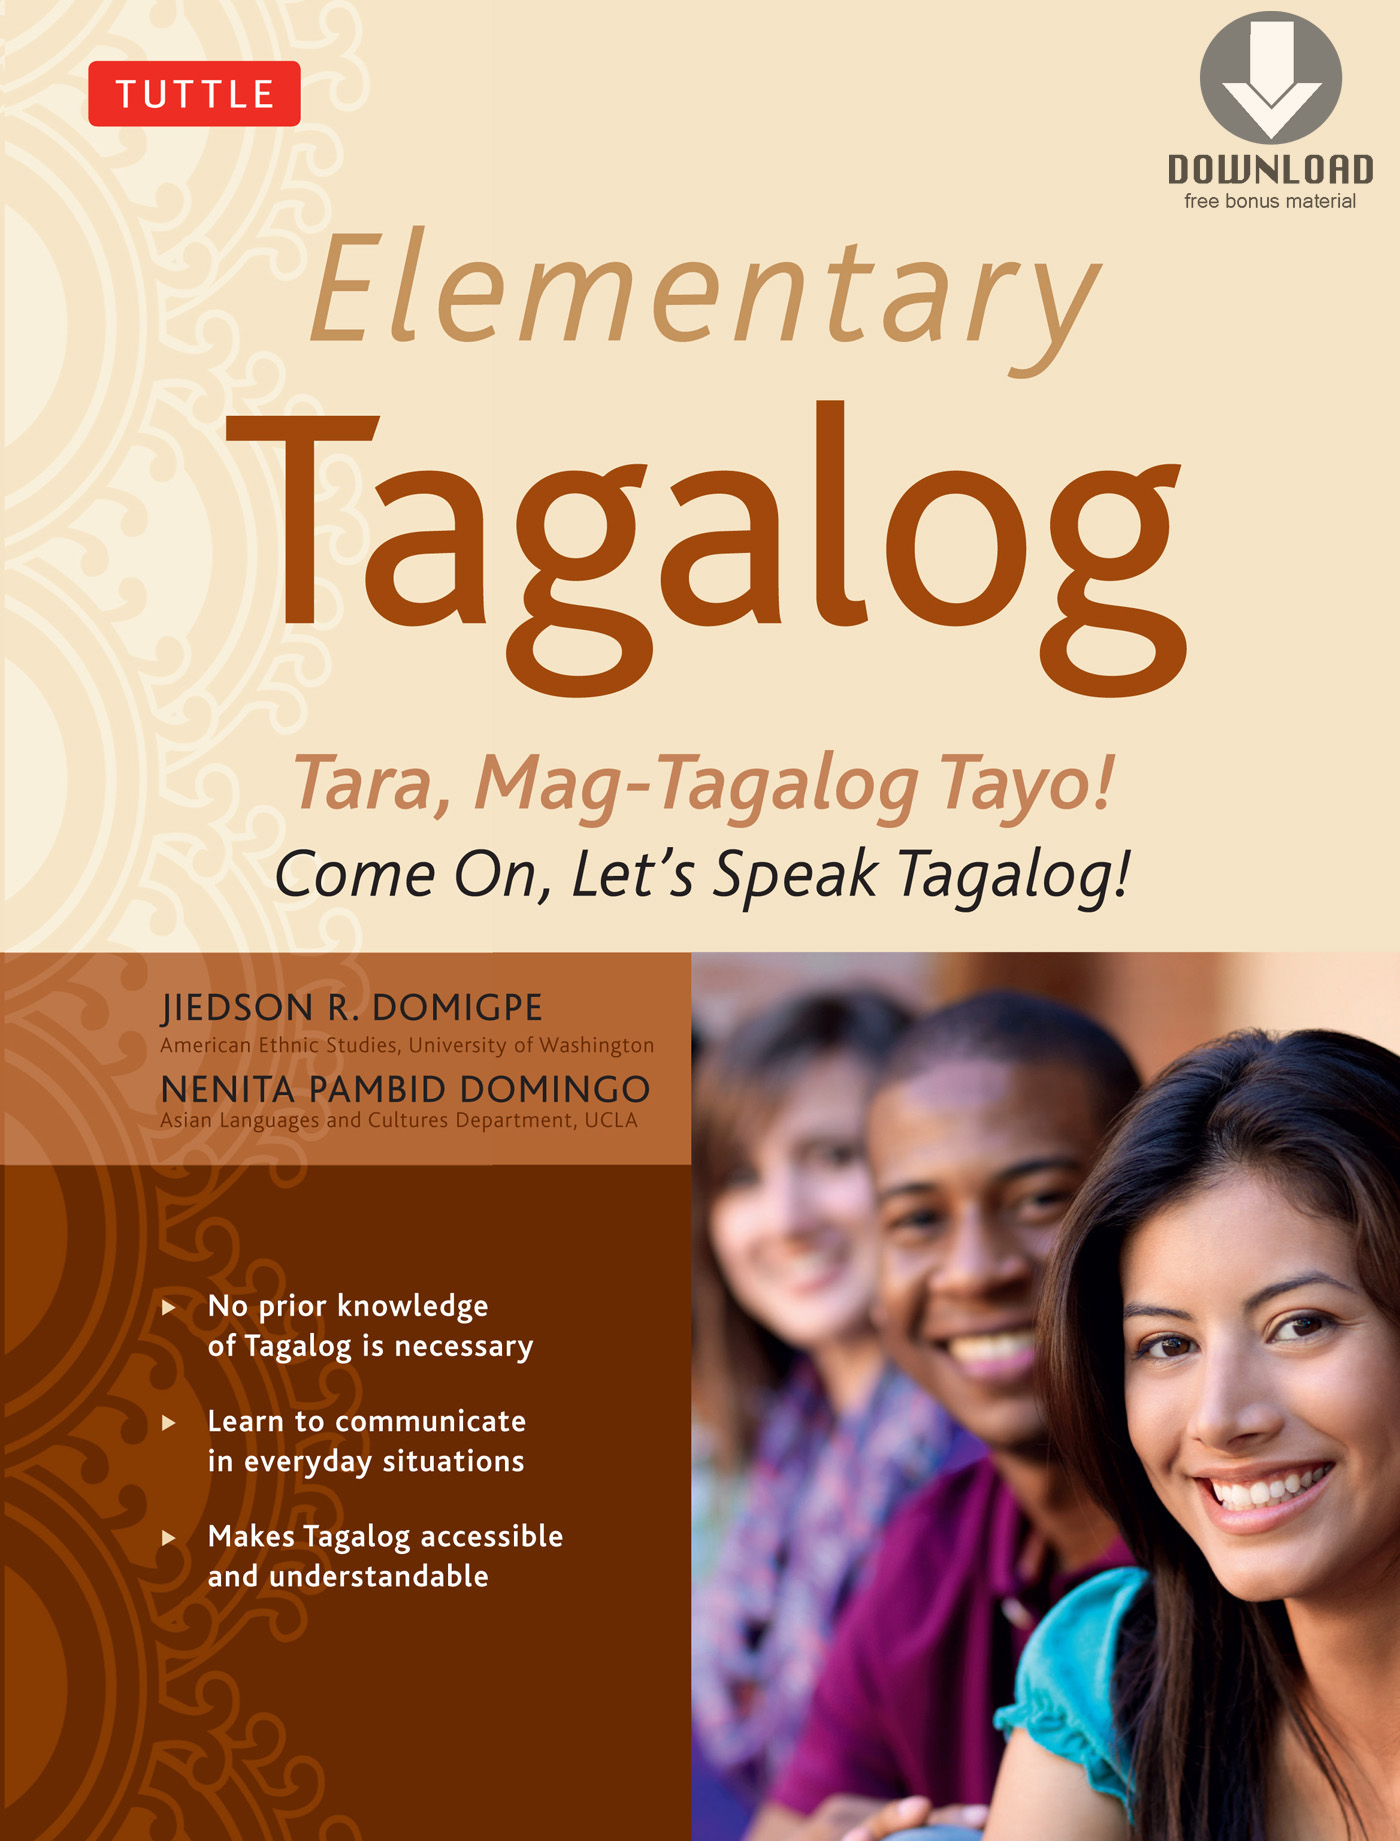 TUTTLE
DOWNLOAD
free bonus material
Elementary
Tagalog
Tara, Mag-Tagalog Tayo!
Come On, Let’s Speak Tagalog!
JIEDSON R. DOMIGPE
American Ethnic Studies, University of Washington
NENITA PAMBID DOMINGO
Asian Languages and Cultures Department, UCLA
▸ No prior knowledge
of Tagalog is necessary
▸ Learn to communicate
in everyday situations
▸ Makes Tagalog accessible
and understandable